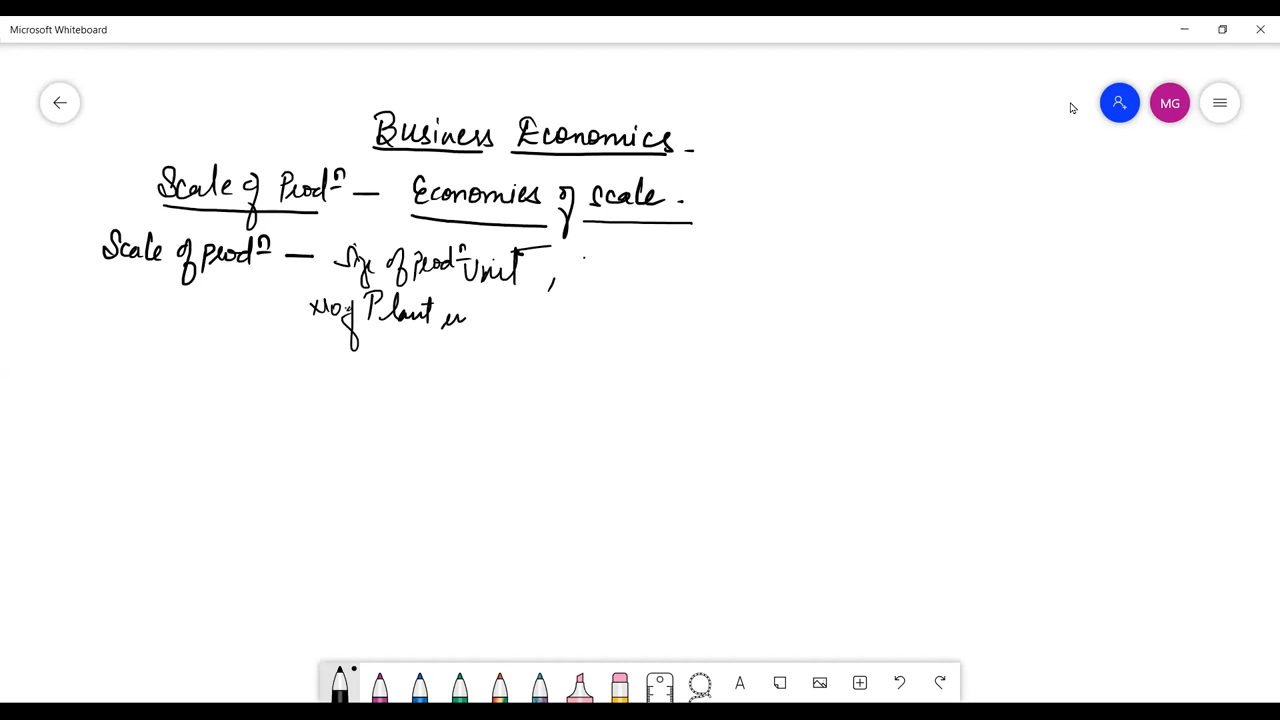 Microsoft Whiteboard
MG
Business Economics.
Scale of Prodⁿ — Economies of scale.
Scale of prodⁿ — Size of prodⁿ Unit,
No of Plant
A